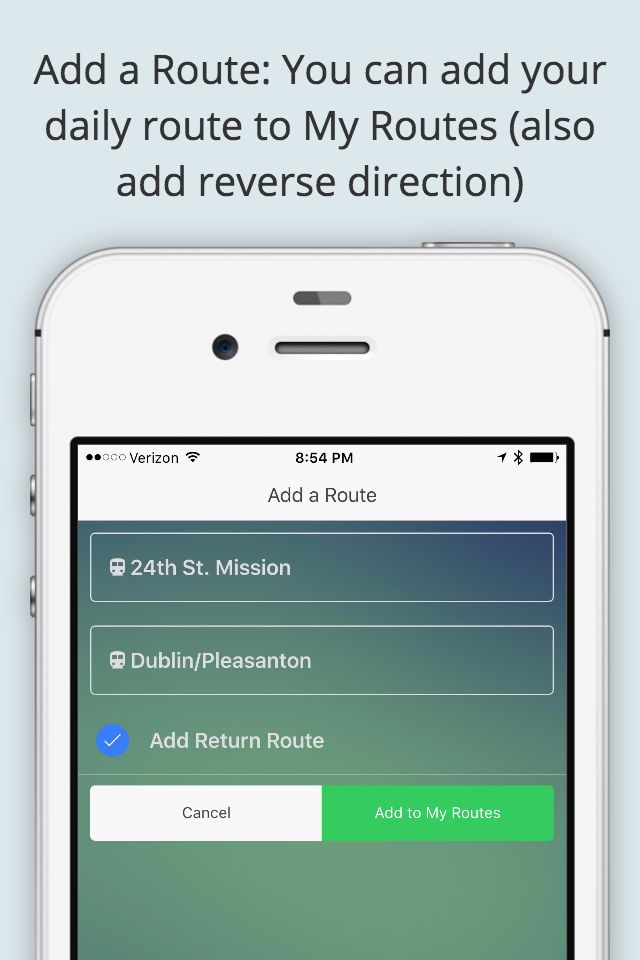 Add a Route: You can add your
daily route to My Routes (also
add reverse direction)
Verizon 8:54 PM
Add a Route
24th St. Mission
Dublin/Pleasanton
Add Return Route
Cancel Add to My Routes